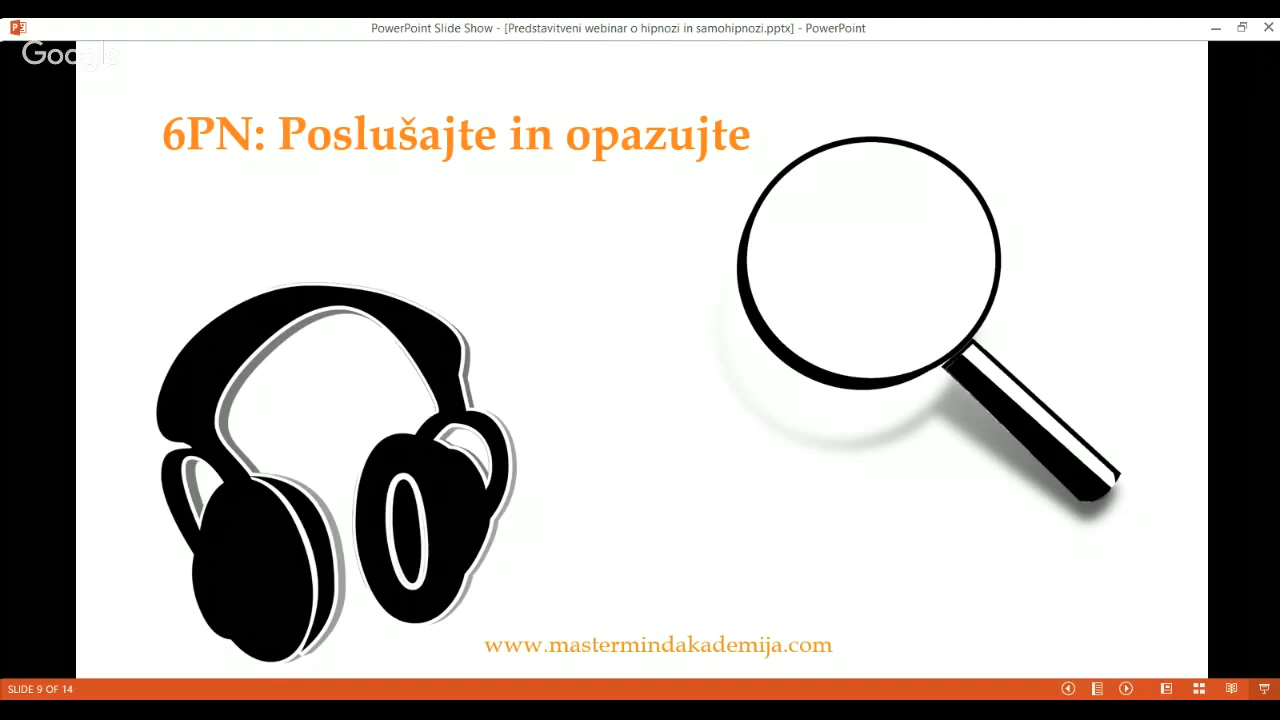 PowerPoint Slide Show - [Predstavitveni webinar o hipnozi in samohipnozi.pptx] - PowerPoint
Google
6PN: Poslušajte in opazujte
www.mastermindakademija.com
SLIDE 9 OF 14